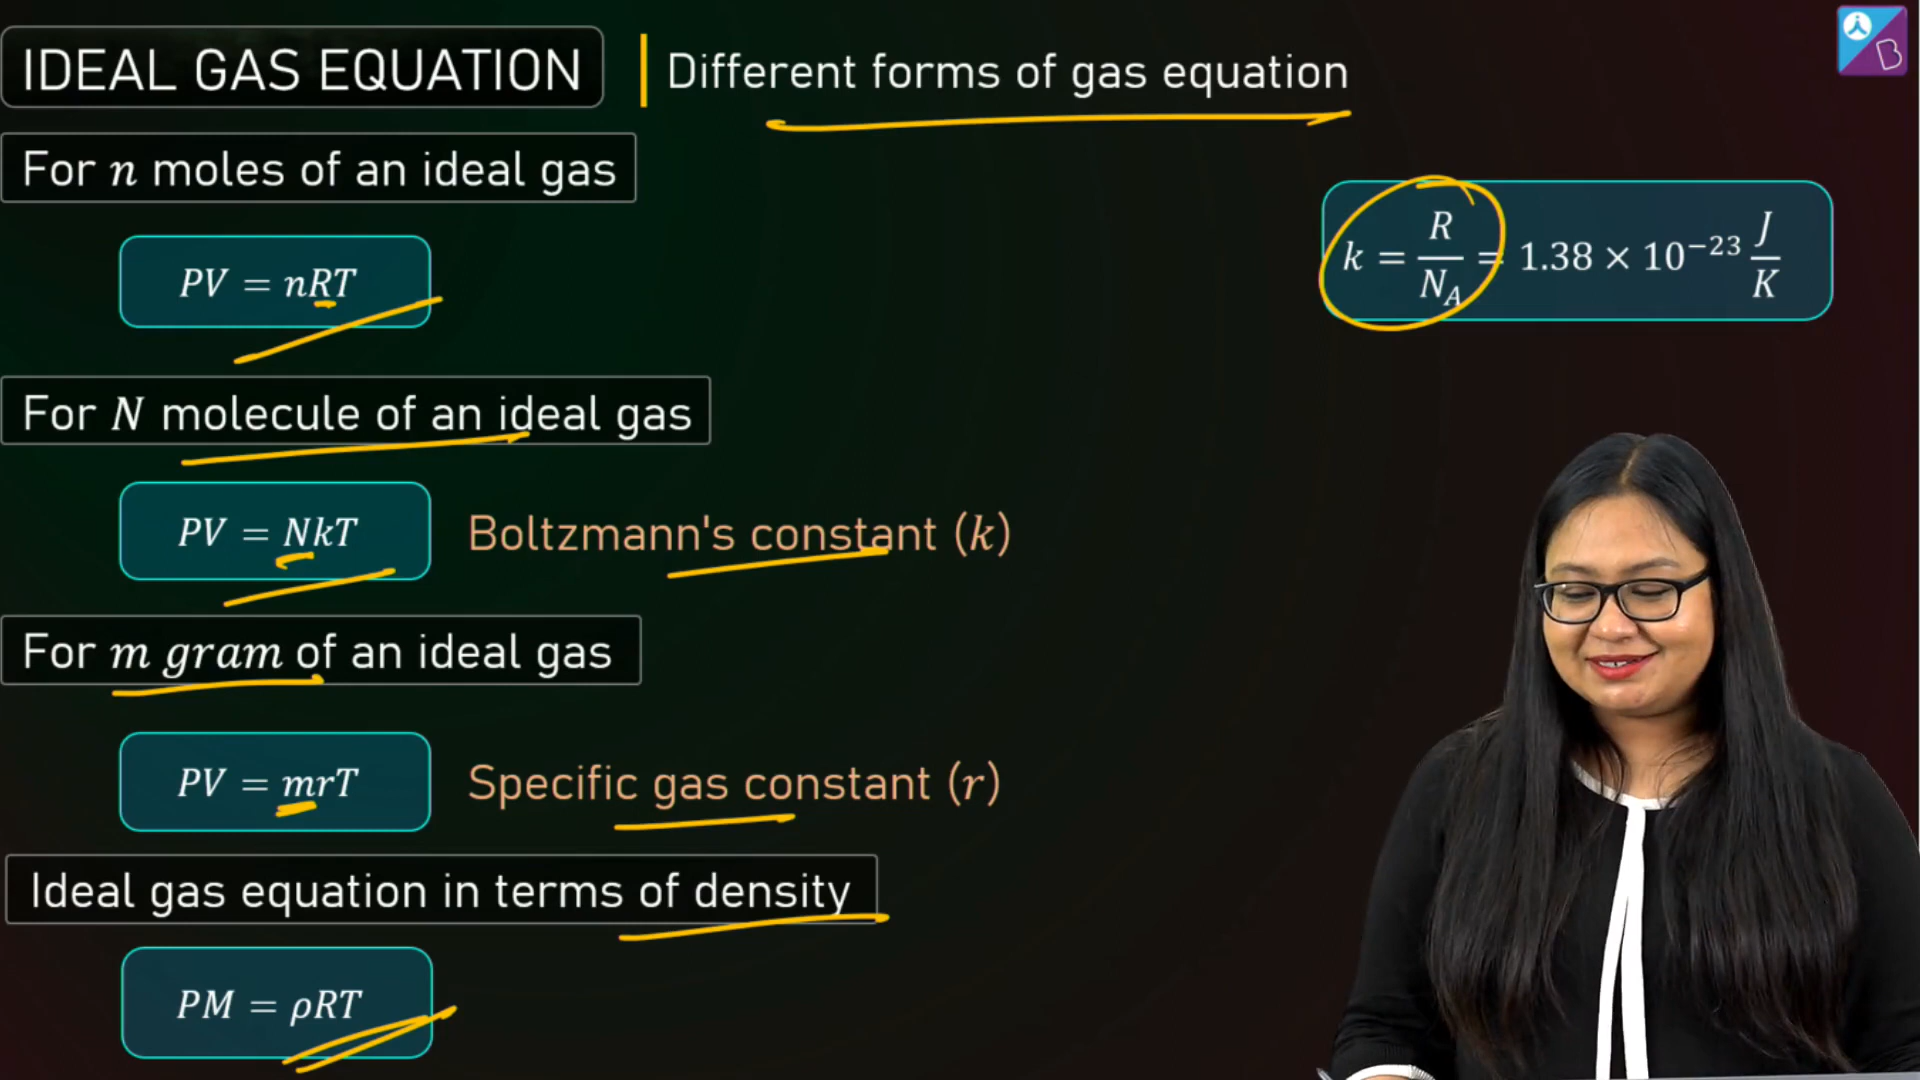 IDEAL GAS EQUATION | Different forms of gas equation
For n moles of an ideal gas
PV = nRT
k = R/N_A = 1.38 × 10⁻²³ J/K
For N molecule of an ideal gas
PV = NkT
Boltzmann's constant (k)
For m gram of an ideal gas
PV = mrT
Specific gas constant (r)
Ideal gas equation in terms of density
PM = ρRT
B